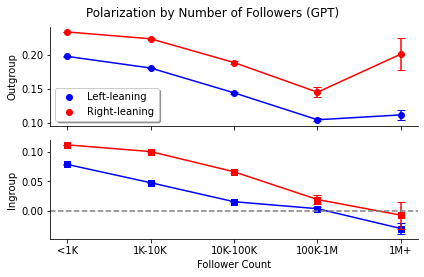 Polarization by Number of Followers (GPT)
Outgroup
0.20
0.15
0.10
Left-leaning
Right-leaning
Ingroup
0.10
0.05
0.00
<1K
1K-10K
10K-100K
100K-1M
1M+
Follower Count